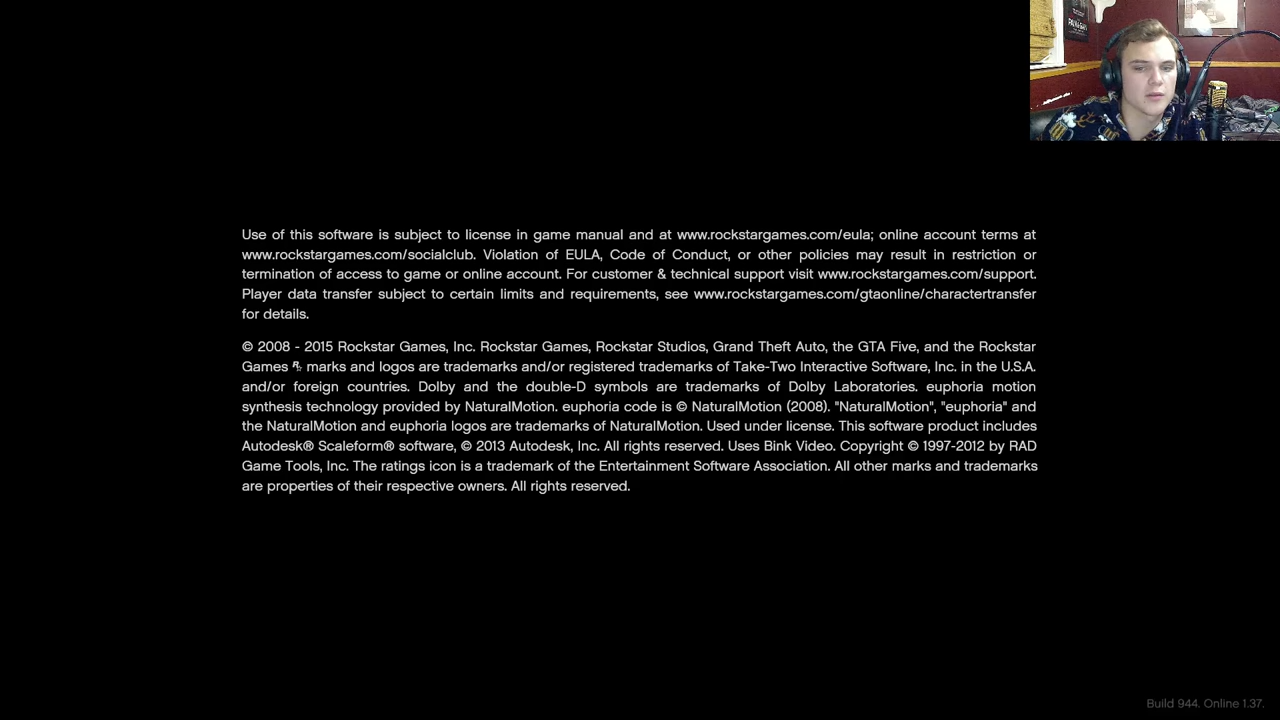 Use of this software is subject to license in game manual and at www.rockstargames.com/eula; online account terms at
www.rockstargames.com/socialclub. Violation of EULA, Code of Conduct, or other policies may result in restriction or
termination of access to game or online account. For customer & technical support visit www.rockstargames.com/support.
Player data transfer subject to certain limits and requirements, see www.rockstargames.com/gtaonline/charactertransfer
for details.
© 2008 - 2015 Rockstar Games, Inc. Rockstar Games, Rockstar Studios, Grand Theft Auto, the GTA Five, and the Rockstar
Games R* marks and logos are trademarks and/or registered trademarks of Take-Two Interactive Software, Inc. in the U.S.A.
and/or foreign countries. Dolby and the double-D symbols are trademarks of Dolby Laboratories. euphoria motion
synthesis technology provided by NaturalMotion. euphoria code is © NaturalMotion (2008). "NaturalMotion", "euphoria" and
the NaturalMotion and euphoria logos are trademarks of NaturalMotion. Used under license. This software product includes
Autodesk® Scaleform® software, © 2013 Autodesk, Inc. All rights reserved. Uses Bink Video. Copyright © 1997-2012 by RAD
Game Tools, Inc. The ratings icon is a trademark of the Entertainment Software Association. All other marks and trademarks
are properties of their respective owners. All rights reserved.
Build 944. Online 1.37.